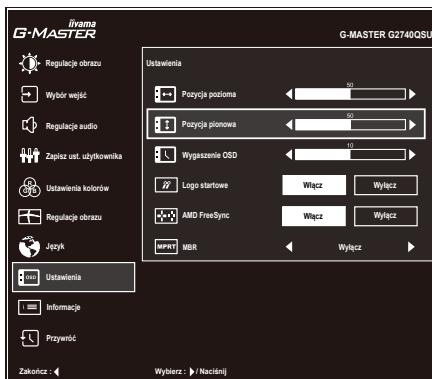 iiyama
G-MASTER
G-MASTER G2740QSU
Regulacje obrazu
Wybór wejść
Regulacje audio
Zapisz ust. użytkownika
R
G B
Ustawienia kolorów
Regulacje obrazu
Język
OSD Ustawienia
i Informacje
Przywróć
Ustawienia
Pozycja pozioma 50
Pozycja pionowa 50
Wygaszenie OSD 10
Logo startowe Włącz Wyłącz
AMD FreeSync Włącz Wyłącz
MPRT MBR Wyłącz
Zakończ : Wybierz : / Naciśnij